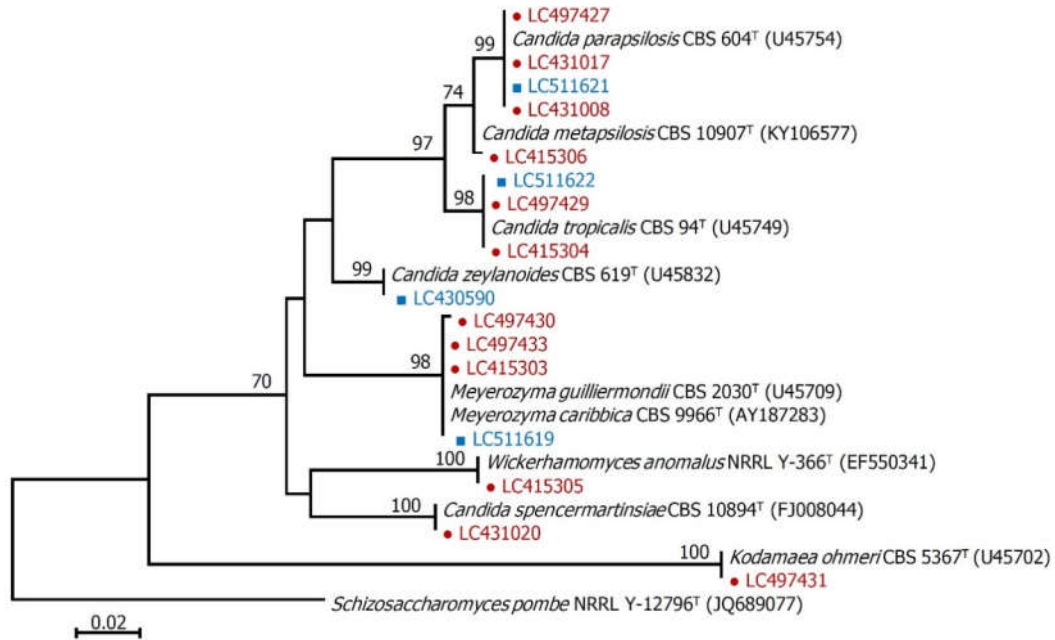 LC497427
99 Candida parapsilosis CBS 604ᵀ (U45754)
LC431017
LC511621
74
LC431008
Candida metapsilosis CBS 10907ᵀ (KY106577)
97
LC415306
LC511622
98 LC497429
Candida tropicalis CBS 94ᵀ (U45749)
LC415304
99 Candida zeylanoides CBS 619ᵀ (U45832)
LC430590
LC497430
LC497433
98 LC415303
70
Meyerozyma guilliermondii CBS 2030ᵀ (U45709)
Meyerozyma caribbica CBS 9966ᵀ (AY187283)
LC511619
100 Wickerhamomyces anomalus NRRL Y-366ᵀ (EF550341)
LC415305
100 Candida spencermartinsiae CBS 10894ᵀ (FJ008044)
LC431020
100 Kodamaea ohmeri CBS 5367ᵀ (U45702)
LC497431
Schizosaccharomyces pombe NRRL Y-12796ᵀ (JQ689077)
0.02